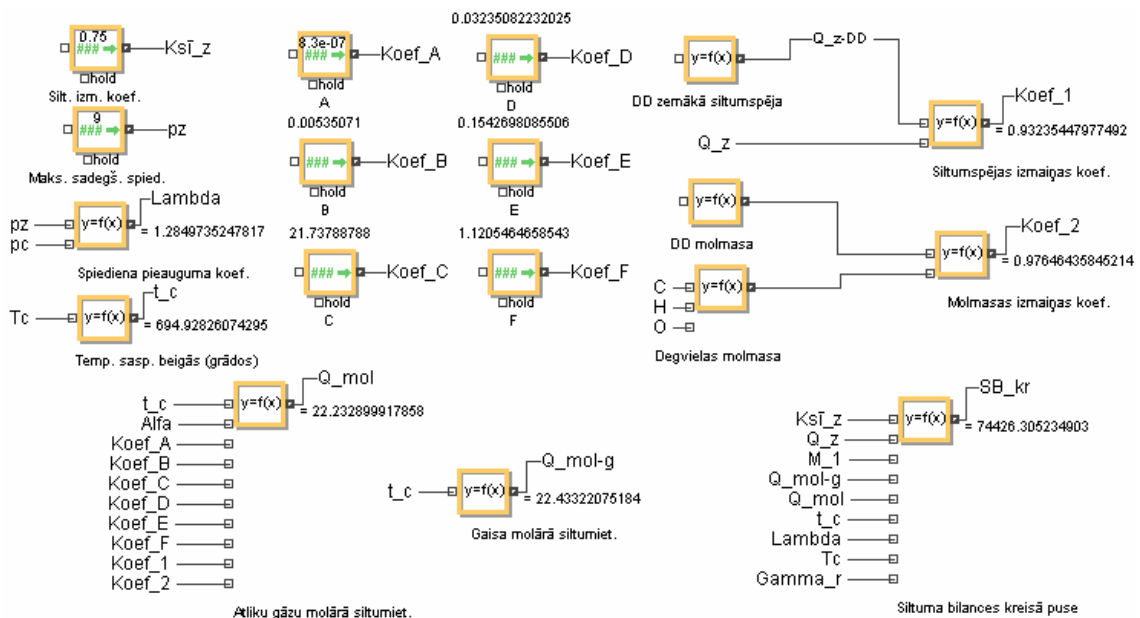 0.75
### Ksī_z
hold
Silt. izm. koef.
9
### pz
hold
Maks. sadegš. spied.
Lambda
pz
pc
y=f(x)
= 1.2849735247817
Spiediena pieauguma koef.
t_c
Tc
y=f(x)
= 694.92826074295
Temp. sasp. beigās (grādos)
8.3e-07
### Koef_A
hold
A
0.00535071
### Koef_B
hold
B
21.73788788
### Koef_C
hold
C
0.03235082232025
### Koef_D
hold
D
0.1542698085506
### Koef_E
hold
E
1.1205464658543
### Koef_F
hold
F
y=f(x)
Q_z-DD
DD zemākā siltumspēja
Q_z
Koef_1
y=f(x)
= 0.93235447977492
Siltumspējas izmaiņas koef.
y=f(x)
DD molmasa
C
H
O
y=f(x)
Degvielas molmasa
Koef_2
y=f(x)
= 0.97646435845214
Molmasas izmaiņas koef.
Q_mol
t_c
y=f(x)
= 22.232899917858
Alfa
Koef_A
Koef_B
Koef_C
Koef_D
Koef_E
Koef_F
Koef_1
Koef_2
Atliku gāzu molārā siltumiet.
Q_mol-g
t_c
y=f(x)
= 22.43322075184
Gaisa molārā siltumiet.
SB_kr
Ksī_z
y=f(x)
= 74426.305234903
Q_z
M_1
Q_mol-g
Q_mol
t_c
Lambda
Tc
Gamma_r
Siltuma bilances kreisā puse